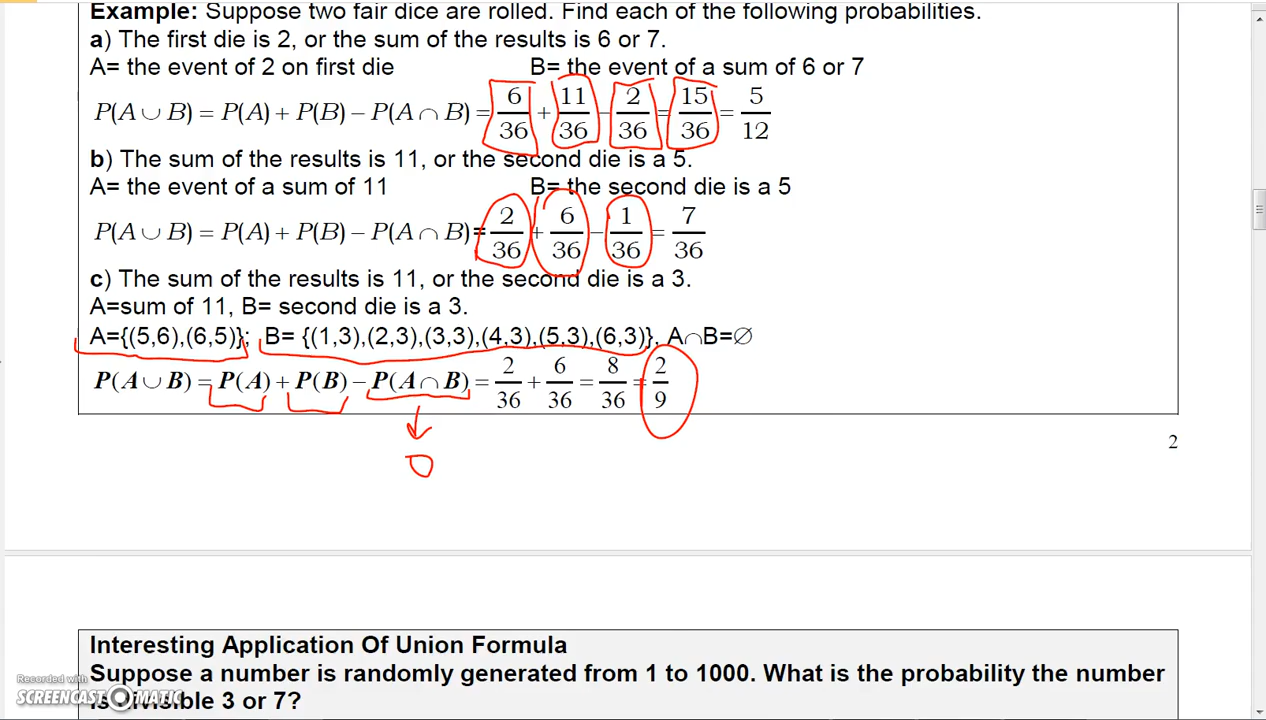 Example: Suppose two fair dice are rolled. Find each of the following probabilities.
a) The first die is 2, or the sum of the results is 6 or 7.
A= the event of 2 on first die B= the event of a sum of 6 or 7
P(A ∪ B) = P(A) + P(B) − P(A ∩ B) = 6/36 + 11/36 − 2/36 = 15/36 = 5/12
b) The sum of the results is 11, or the second die is a 5.
A= the event of a sum of 11 B= the second die is a 5
P(A ∪ B) = P(A) + P(B) − P(A ∩ B) = 2/36 + 6/36 − 1/36 = 7/36
c) The sum of the results is 11, or the second die is a 3.
A=sum of 11, B= second die is a 3.
A={(5,6),(6,5)}; B= {(1,3),(2,3),(3,3),(4,3),(5,3),(6,3)}, A∩B=∅
P(A ∪ B) = P(A) + P(B) − P(A ∩ B) = 2/36 + 6/36 = 8/36 = 2/9
0
2
Interesting Application Of Union Formula
Suppose a number is randomly generated from 1 to 1000. What is the probability the number
is divisible 3 or 7?
Recorded with
SCREENCAST-O-MATIC